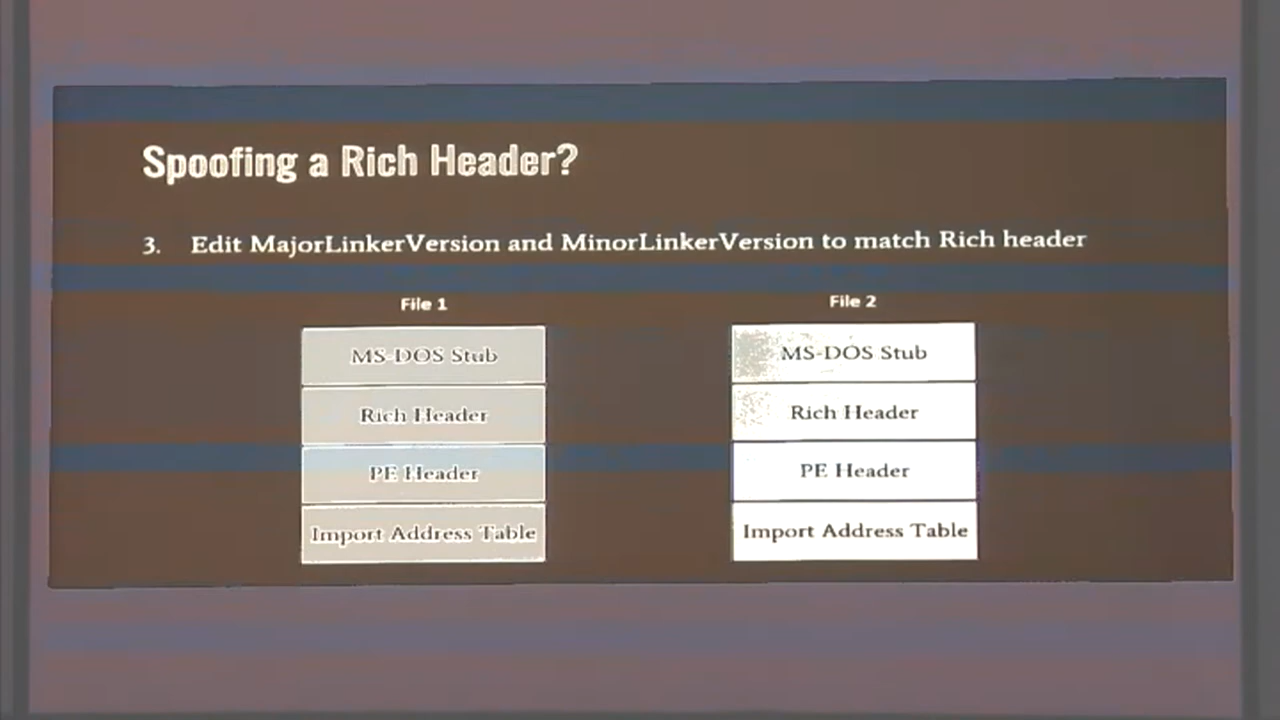 Spoofing a Rich Header?
3. Edit MajorLinkerVersion and MinorLinkerVersion to match Rich header
File 1
MS-DOS Stub
Rich Header
PE Header
Import Address Table
File 2
MS-DOS Stub
Rich Header
PE Header
Import Address Table